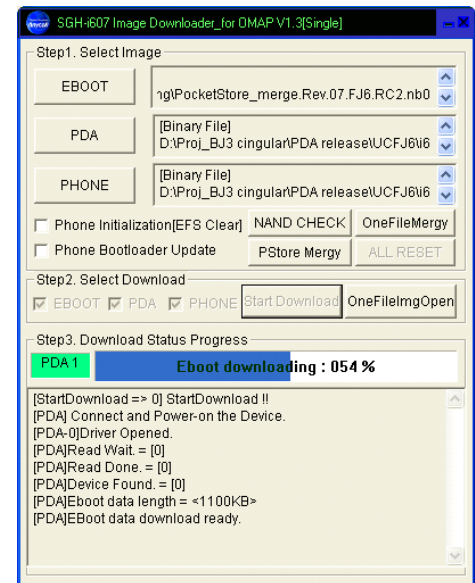 Anycall
SGH-i607 Image Downloader_for OMAP V1.3[Single]
Step1. Select Image
EBOOT
ng\PocketStore_merge.Rev.07.FJ6.RC2.nb0
PDA
[Binary File]
D:\Proj_BJ3 cingular\PDA release\UCFJ6\i6
PHONE
[Binary File]
D:\Proj_BJ3 cingular\PDA release\UCFJ6\i6
Phone Initialization[EFS Clear]
NAND CHECK
OneFileMergy
Phone Bootloader Update
PStore Mergy
ALL RESET
Step2. Select Download
EBOOT
PDA
PHONE
Start Download
OneFileImgOpen
Step3. Download Status Progress
PDA 1
Eboot downloading : 054 %
[StartDownload => 0] StartDownload !!
[PDA] Connect and Power-on the Device.
[PDA-0]Driver Opened.
[PDA]Read Wait. = [0]
[PDA]Read Done. = [0]
[PDA]Device Found. = [0]
[PDA]Eboot data length = <1100KB>
[PDA]EBoot data download ready.